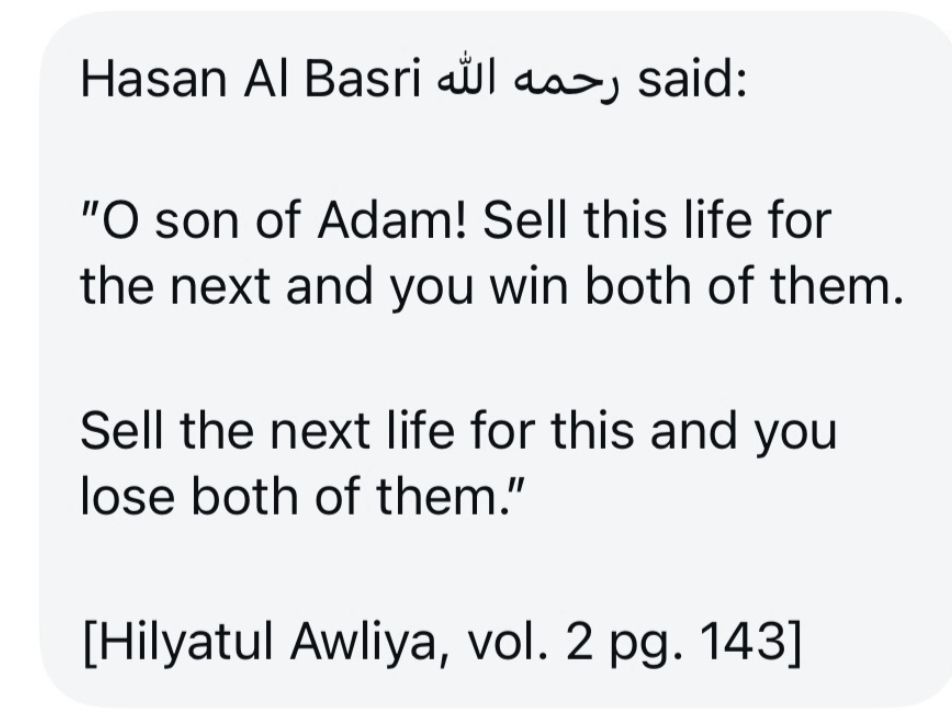 Hasan Al Basri رحمه الله said:
"O son of Adam! Sell this life for
the next and you win both of them.
Sell the next life for this and you
lose both of them."
[Hilyatul Awliya, vol. 2 pg. 143]